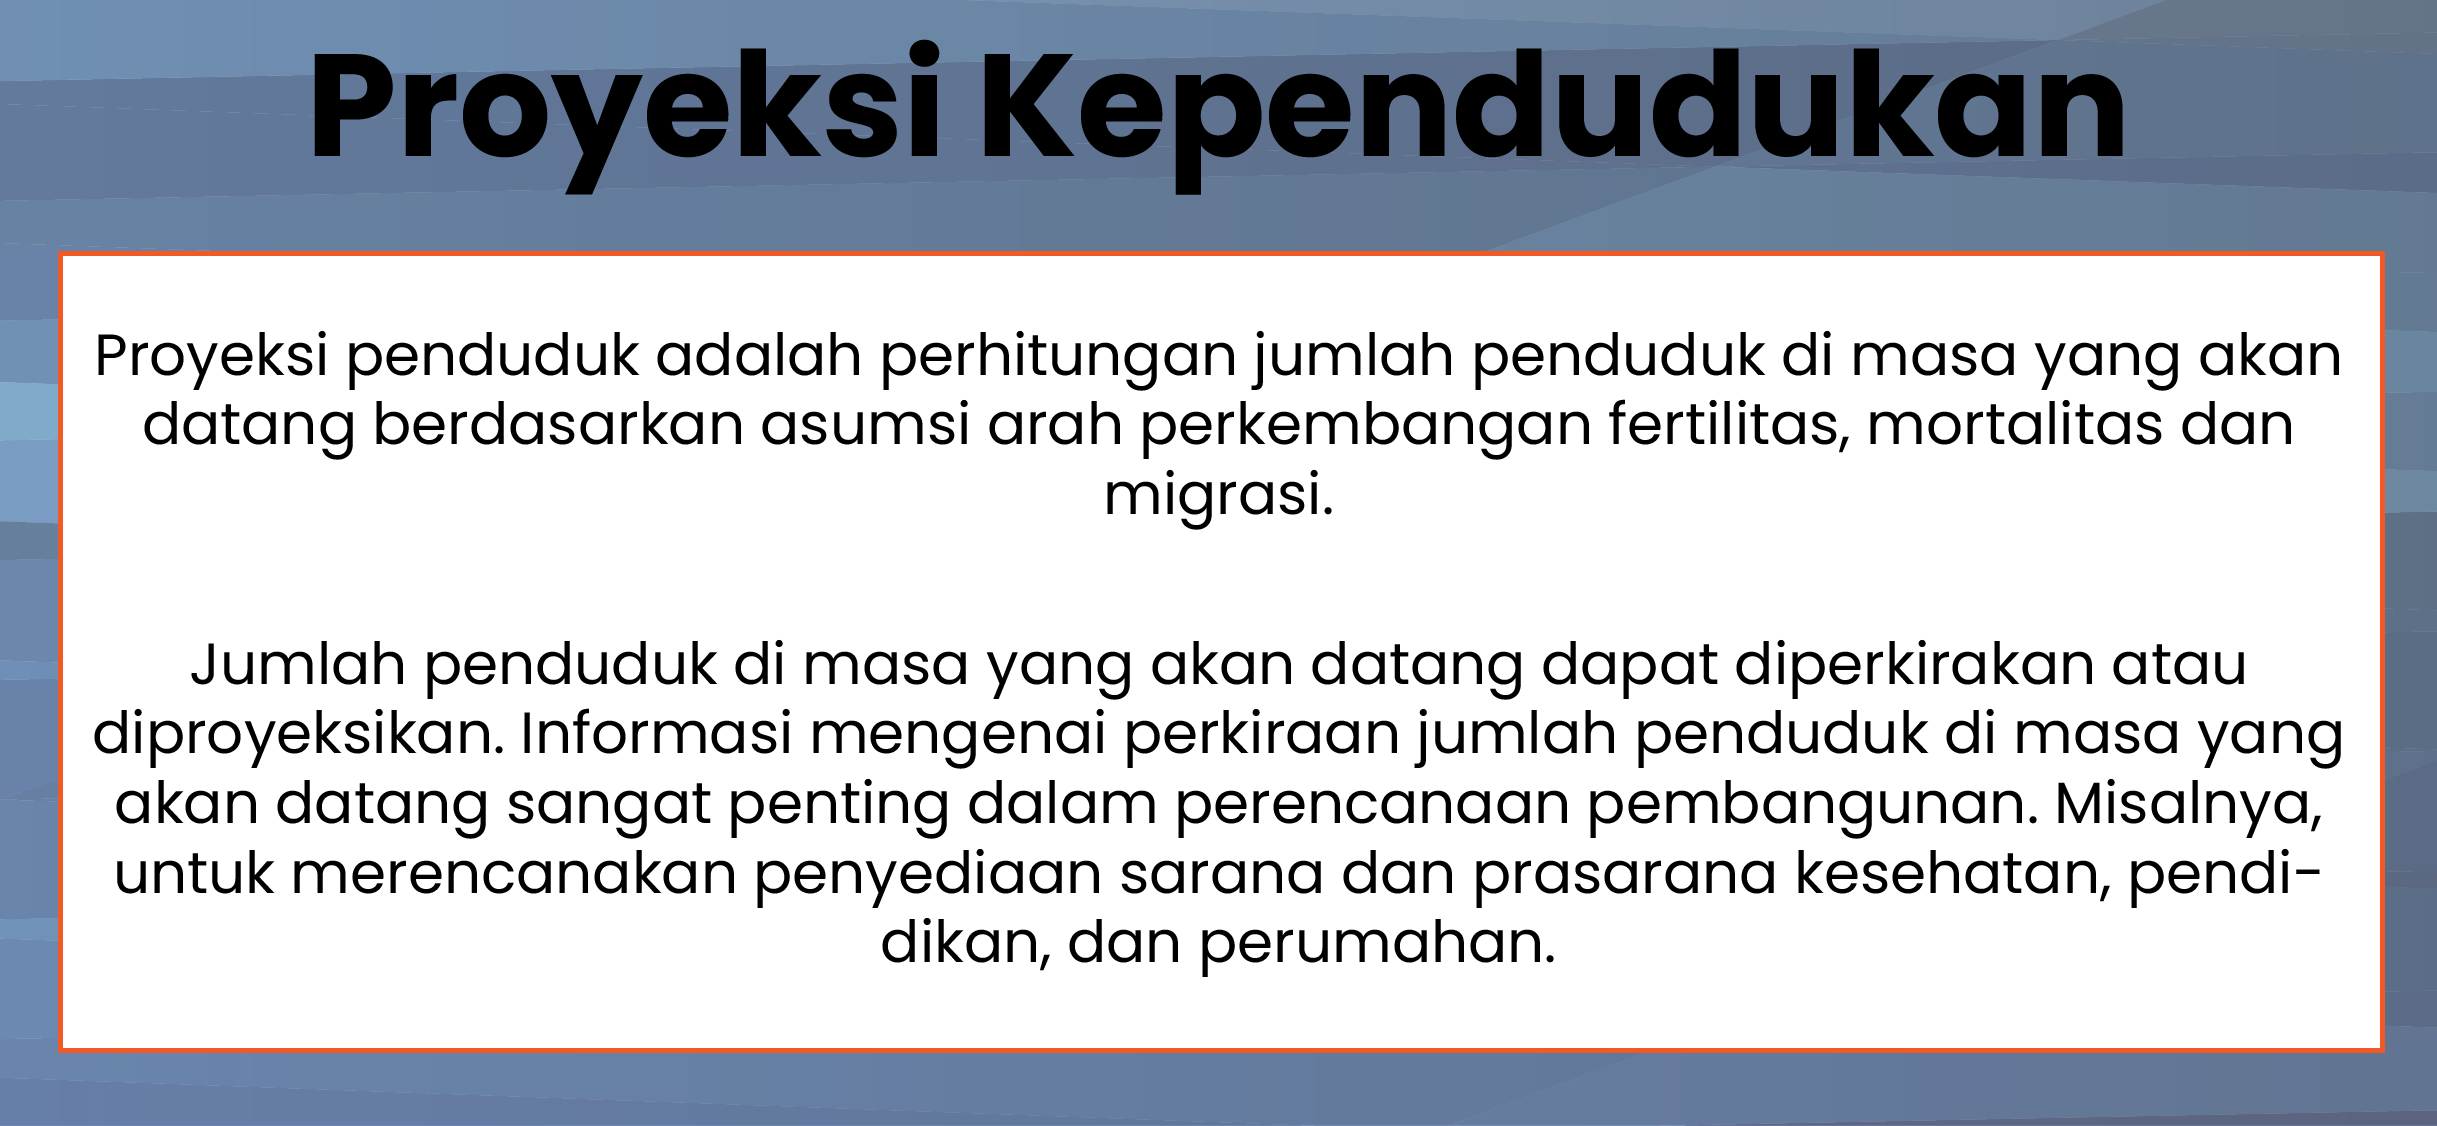 Proyeksi Kependudukan
Proyeksi penduduk adalah perhitungan jumlah penduduk di masa yang akan
datang berdasarkan asumsi arah perkembangan fertilitas, mortalitas dan
migrasi.
Jumlah penduduk di masa yang akan datang dapat diperkirakan atau
diproyeksikan. Informasi mengenai perkiraan jumlah penduduk di masa yang
akan datang sangat penting dalam perencanaan pembangunan. Misalnya,
untuk merencanakan penyediaan sarana dan prasarana kesehatan, pendi-
dikan, dan perumahan.